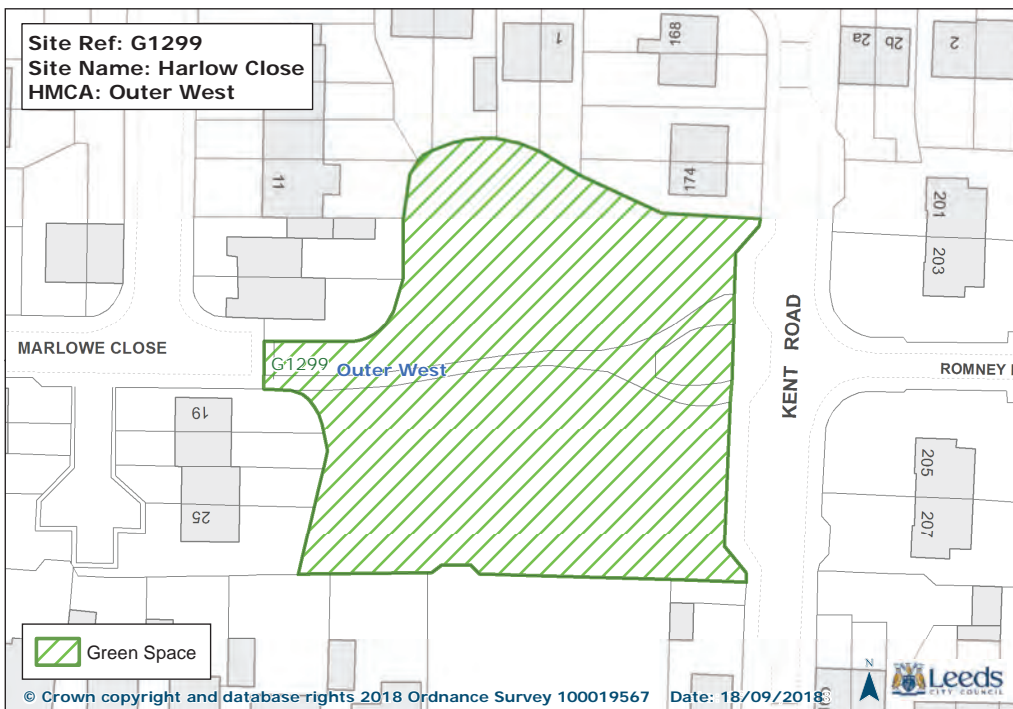 Site Ref: G1299
Site Name: Harlow Close
HMCA: Outer West
1
168
2a
2b
2
174
11
201
203
MARLOWE CLOSE
G1299
Outer West
KENT ROAD
ROMNEY
19
25
205
207
Green Space
© Crown copyright and database rights 2018 Ordnance Survey 100019567 Date: 18/09/2018
N
Leeds
CITY COUNCIL